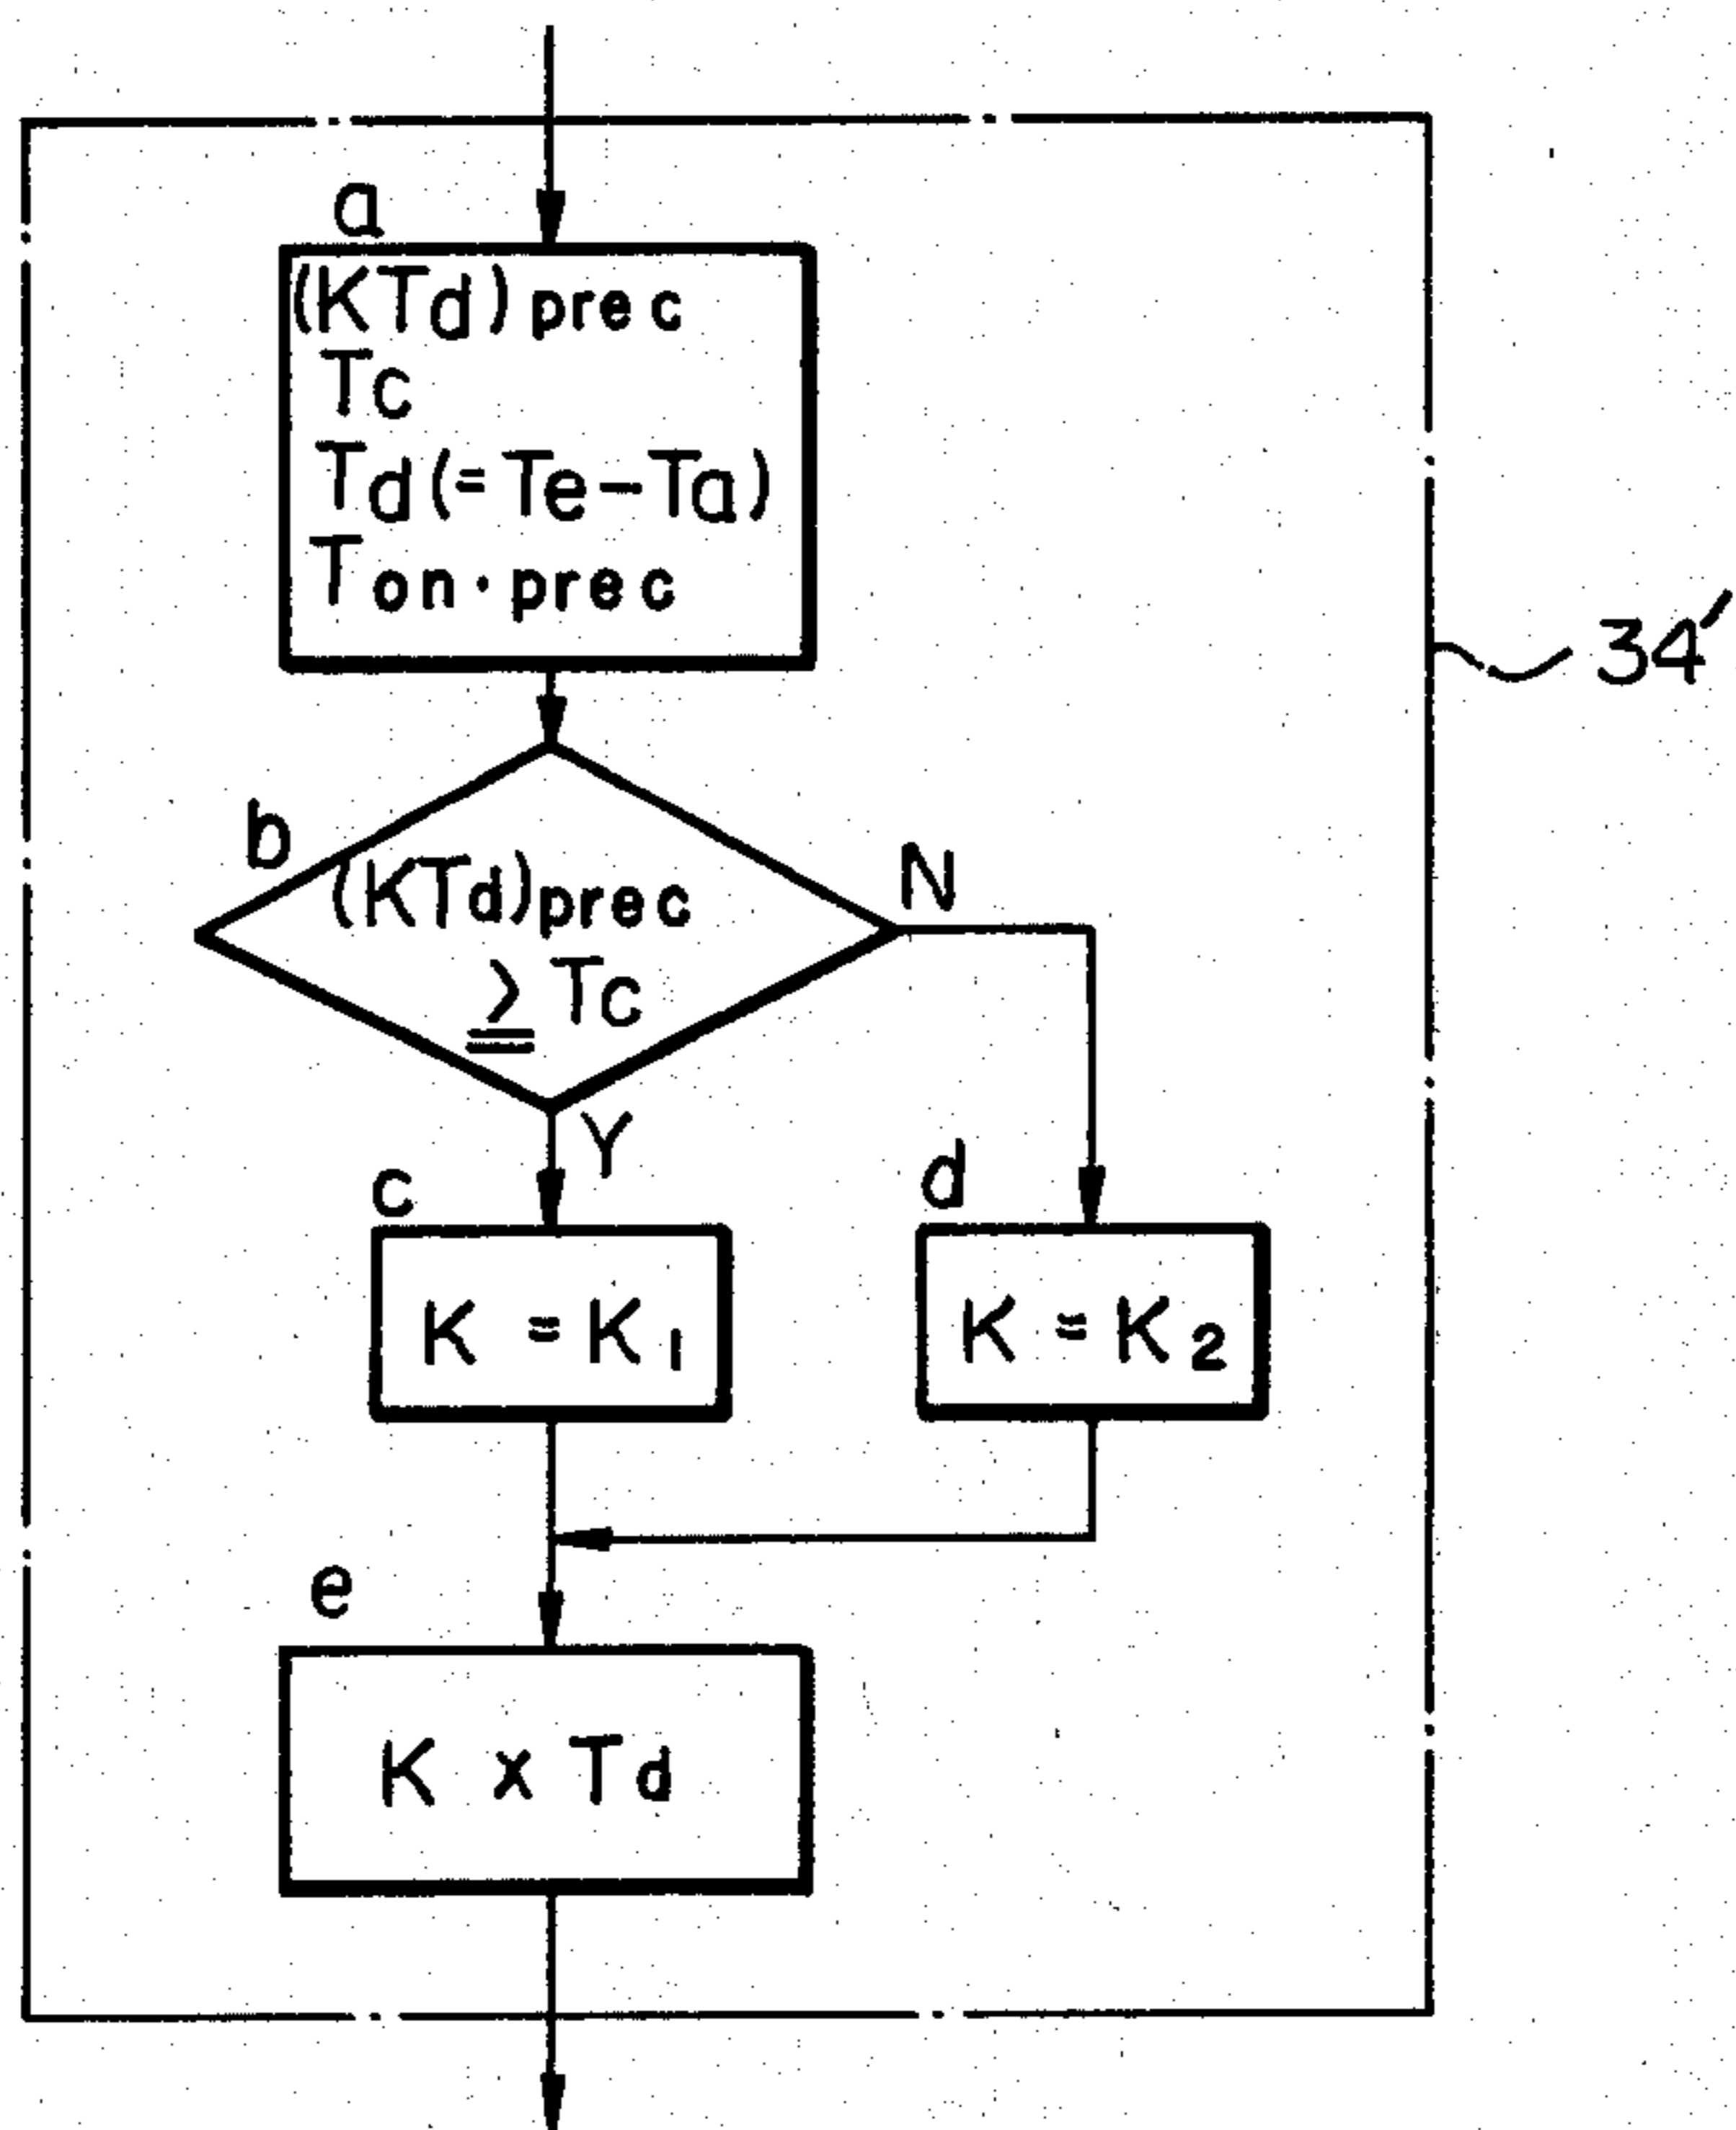 a
(KTd)prec
Tc
Td(=Te-Ta)
Ton·prec
34′
b
(KTd)prec
≧Tc
N
Y
c
d
K=K1
K=K2
e
K x Td